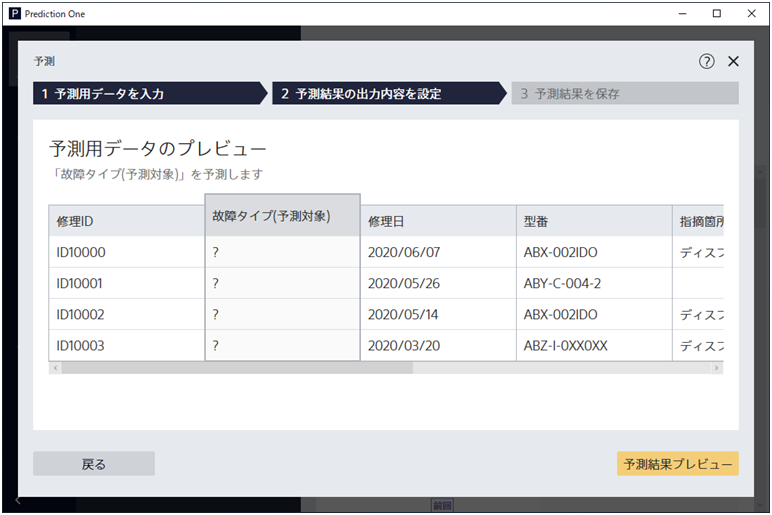 P Prediction One
予測
?
1 予測用データを入力
2 予測結果の出力内容を設定
3 予測結果を保存
予測用データのプレビュー
「故障タイプ(予測対象)」を予測します
修理ID 故障タイプ(予測対象) 修理日 型番 指摘箇所
ID10000 ? 2020/06/07 ABX-002IDO ディスプ
ID10001 ? 2020/05/26 ABY-C-004-2
ID10002 ? 2020/05/14 ABX-002IDO ディスプ
ID10003 ? 2020/03/20 ABZ-I-0XX0XX ディスプ
戻る
予測結果プレビュー
前回